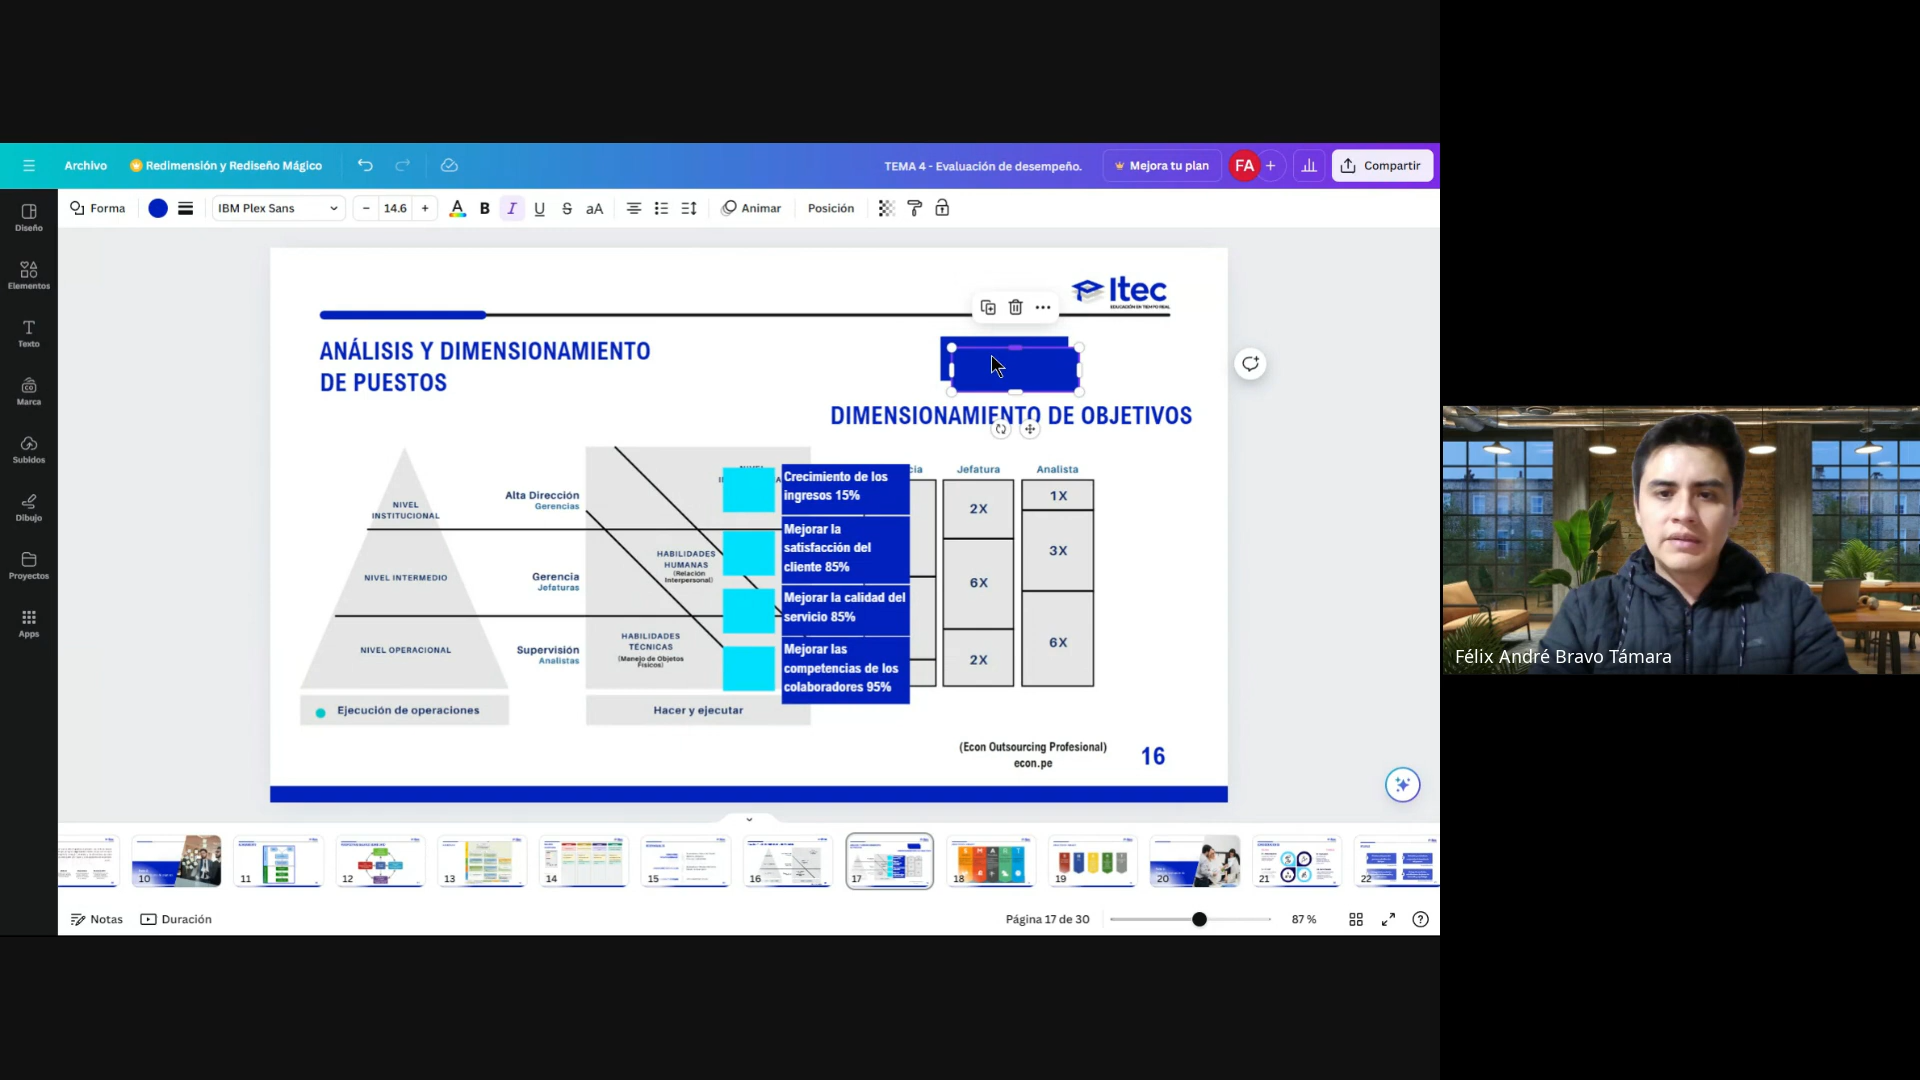 Archivo
Redimensión y Rediseño Mágico
TEMA 4 - Evaluación de desempeño.
Mejora tu plan
FA
+
Compartir
Forma
IBM Plex Sans
− 14.6 +
A B I U S aA
Animar
Posición
Diseño
Elementos
Texto
Marca
Subidos
Dibujo
Proyectos
Apps
Itec
EDUCACIÓN EN TIEMPO REAL
ANÁLISIS Y DIMENSIONAMIENTO
DE PUESTOS
DIMENSIONAMIENTO DE OBJETIVOS
NIVEL
INSTITUCIONAL
NIVEL INTERMEDIO
NIVEL OPERACIONAL
Ejecución de operaciones
Alta Dirección
Gerencias
Gerencia
Jefaturas
Supervisión
Analistas
HABILIDADES
HUMANAS
(Relación
Interpersonal)
HABILIDADES
TÉCNICAS
(Manejo de Objetos
Físicos)
Hacer y ejecutar
Crecimiento de los
ingresos 15%
Mejorar la
satisfacción del
cliente 85%
Mejorar la calidad del
servicio 85%
Mejorar las
competencias de los
colaboradores 95%
cia
Jefatura
2X
6X
2X
Analista
1X
3X
6X
(Econ Outsourcing Profesional)
econ.pe
16
10
11
12
13
14
15
16
17
18
19
20
21
22
Notas
Duración
Página 17 de 30
87 %
Félix André Bravo Támara